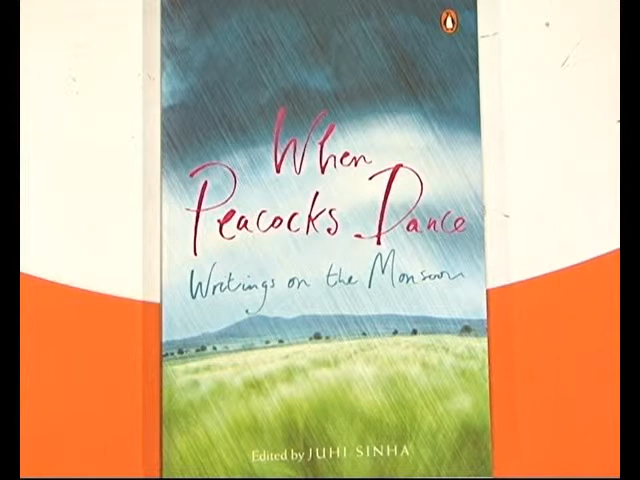 When
Peacocks Dance
Writings on the Monsoon
Edited by JUHI SINHA